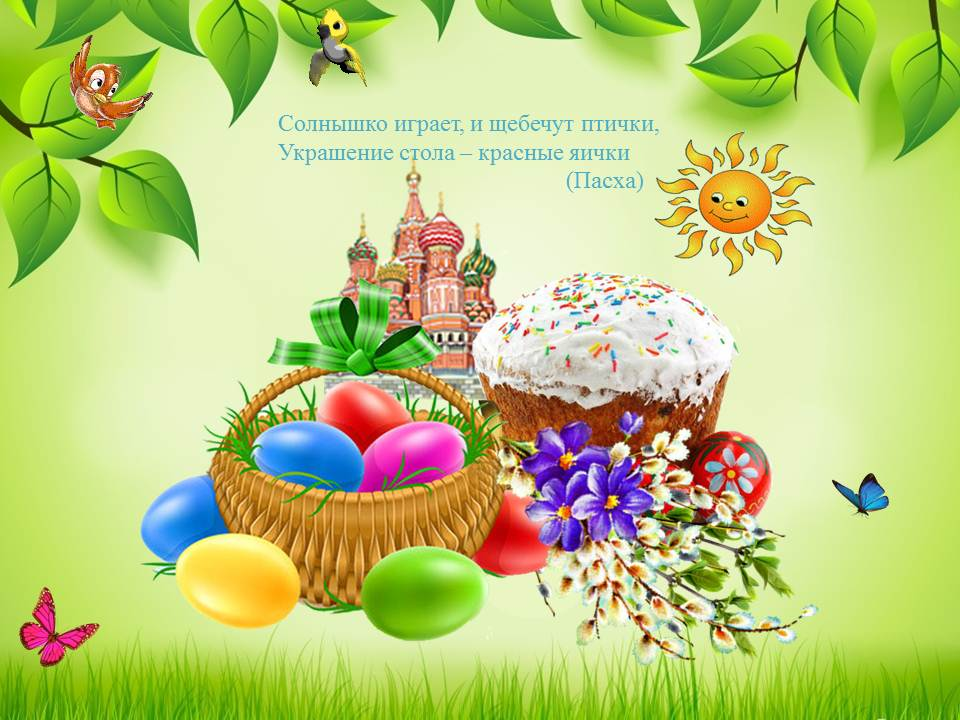 Солнышко играет, и щебечут птички,
Украшение стола – красные яички
(Пасха)